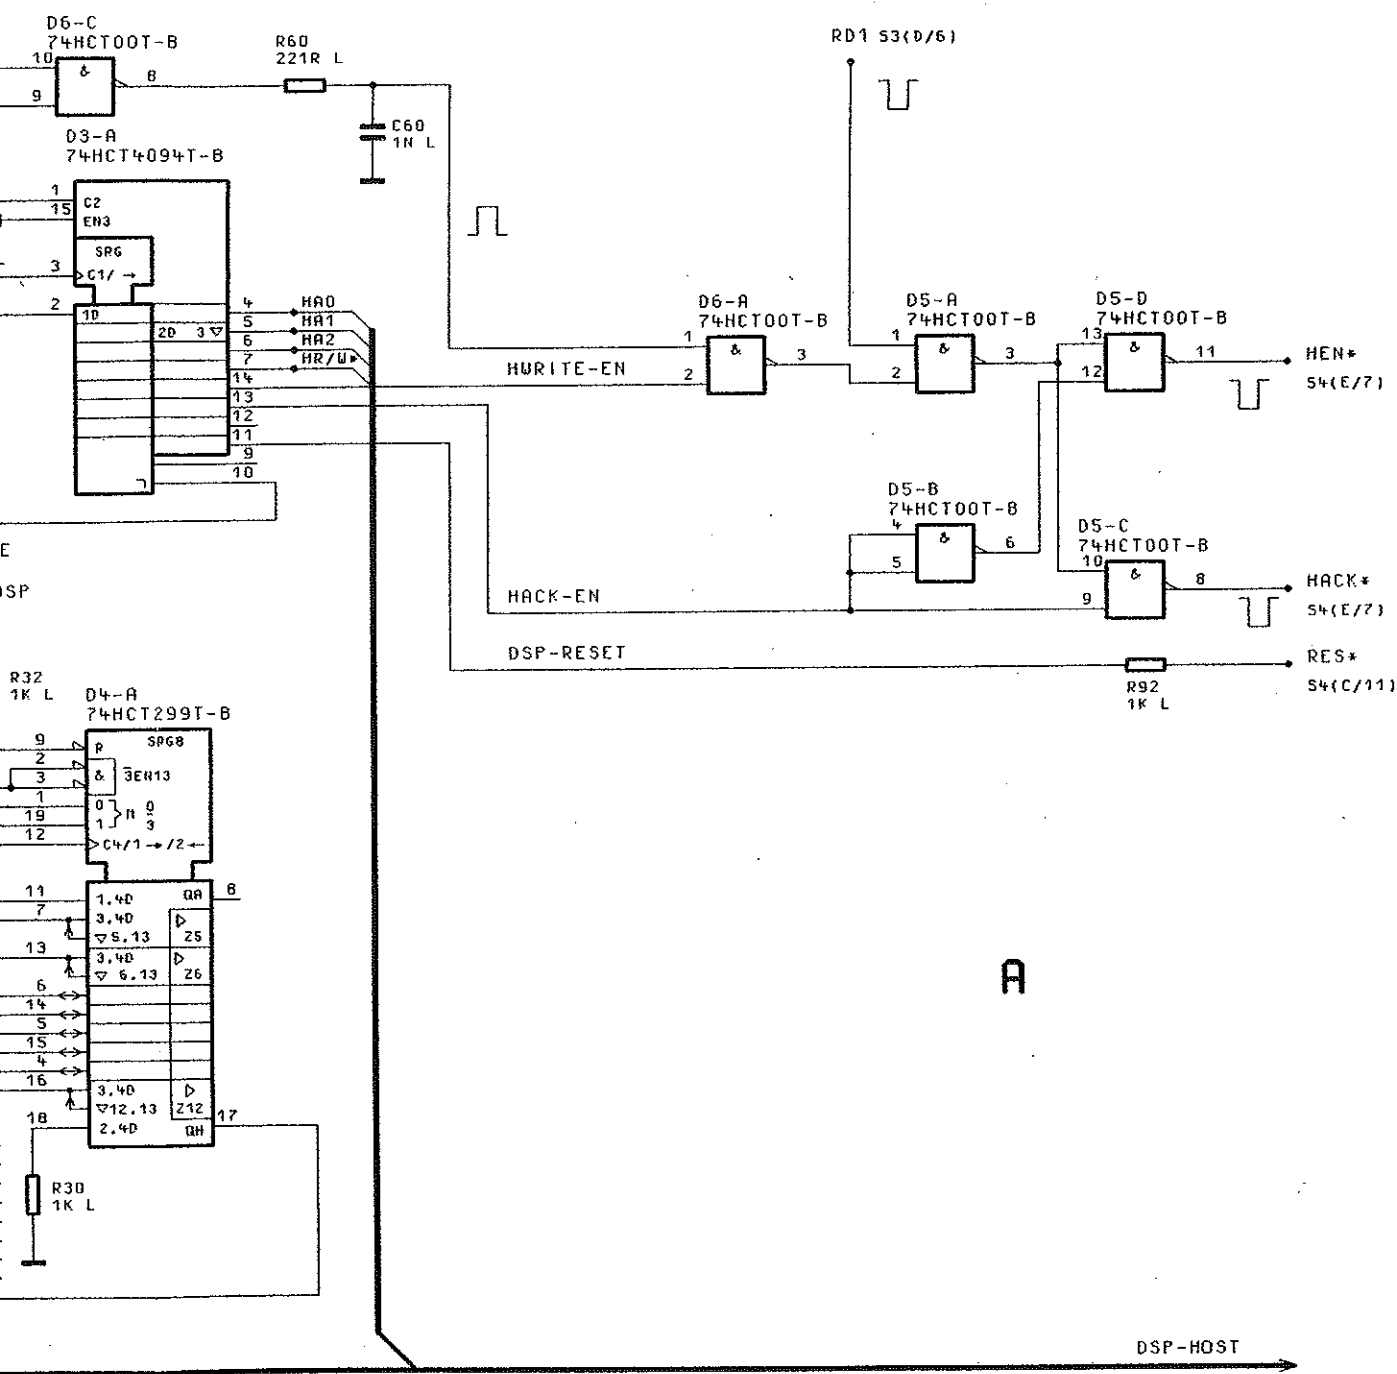 D6-C
74HCT00T-B
10
&
8
9
R60
221R L
C60
1N L
RD1 S3(D/6)
D3-A
74HCT4094T-B
1
C2
15
EN3
SRG
3
C1/ →
2
1D
2D 3 ▽
4
HA0
5
HA1
6
HA2
7
HR/W*
14
13
12
11
9
10
HWRITE-EN
D6-A
74HCT00T-B
1
&
3
2
D5-A
74HCT00T-B
1
&
3
2
D5-D
74HCT00T-B
13
&
11
12
HEN*
S4(E/7)
D5-B
74HCT00T-B
4
&
6
5
D5-C
74HCT00T-B
10
&
8
9
HACK*
S4(E/7)
E
DSP
HACK-EN
DSP-RESET
R92
1K L
RES*
S4(C/11)
R32
1K L
D4-A
74HCT299T-B
9
R
SRG8
2
&
3EN13
3
1
0
19
1
M
0
3
12
C4/1 → /2 ←
11
1.4D
QA
8
7
3.4D
▽5.13
Z5
13
3.4D
▽ 6.13
Z6
6
14
5
15
4
16
3.4D
▽12.13
Z12
17
18
2.4D
QH
R30
1K L
A
DSP-HOST